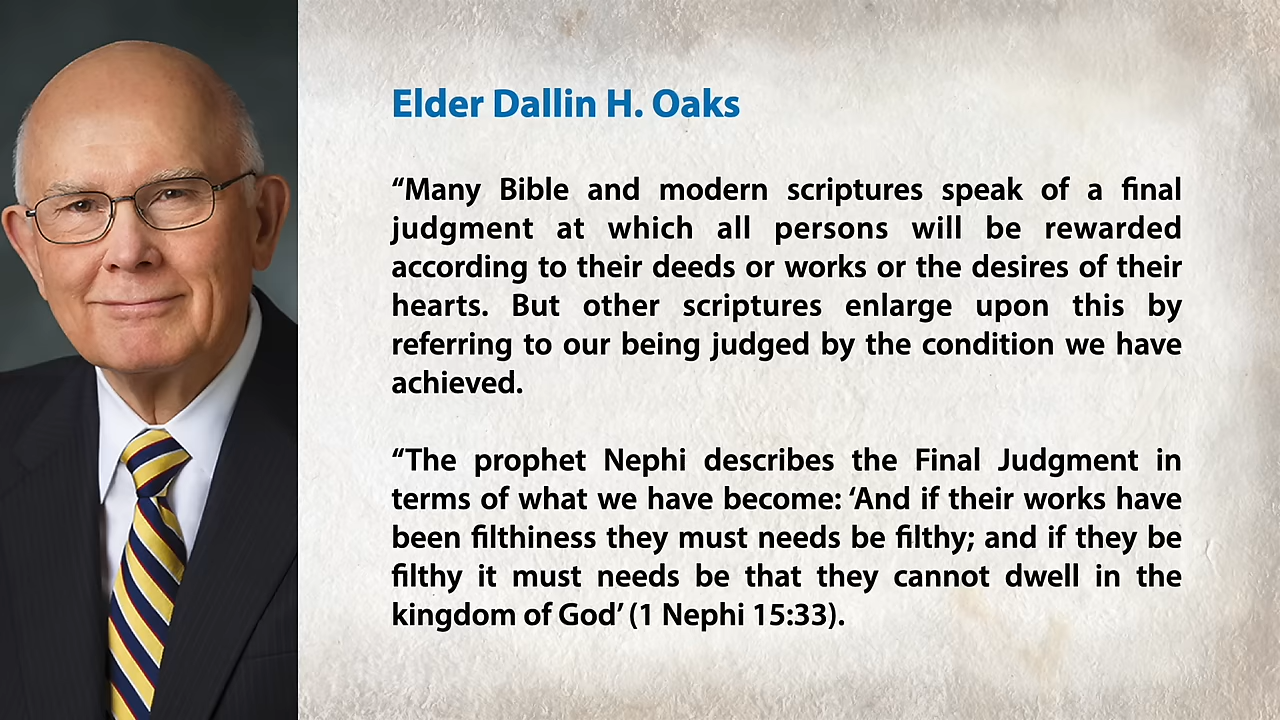 Elder Dallin H. Oaks
“Many Bible and modern scriptures speak of a final
judgment at which all persons will be rewarded
according to their deeds or works or the desires of their
hearts. But other scriptures enlarge upon this by
referring to our being judged by the condition we have
achieved.
“The prophet Nephi describes the Final Judgment in
terms of what we have become: ‘And if their works have
been filthiness they must needs be filthy; and if they be
filthy it must needs be that they cannot dwell in the
kingdom of God’ (1 Nephi 15:33).